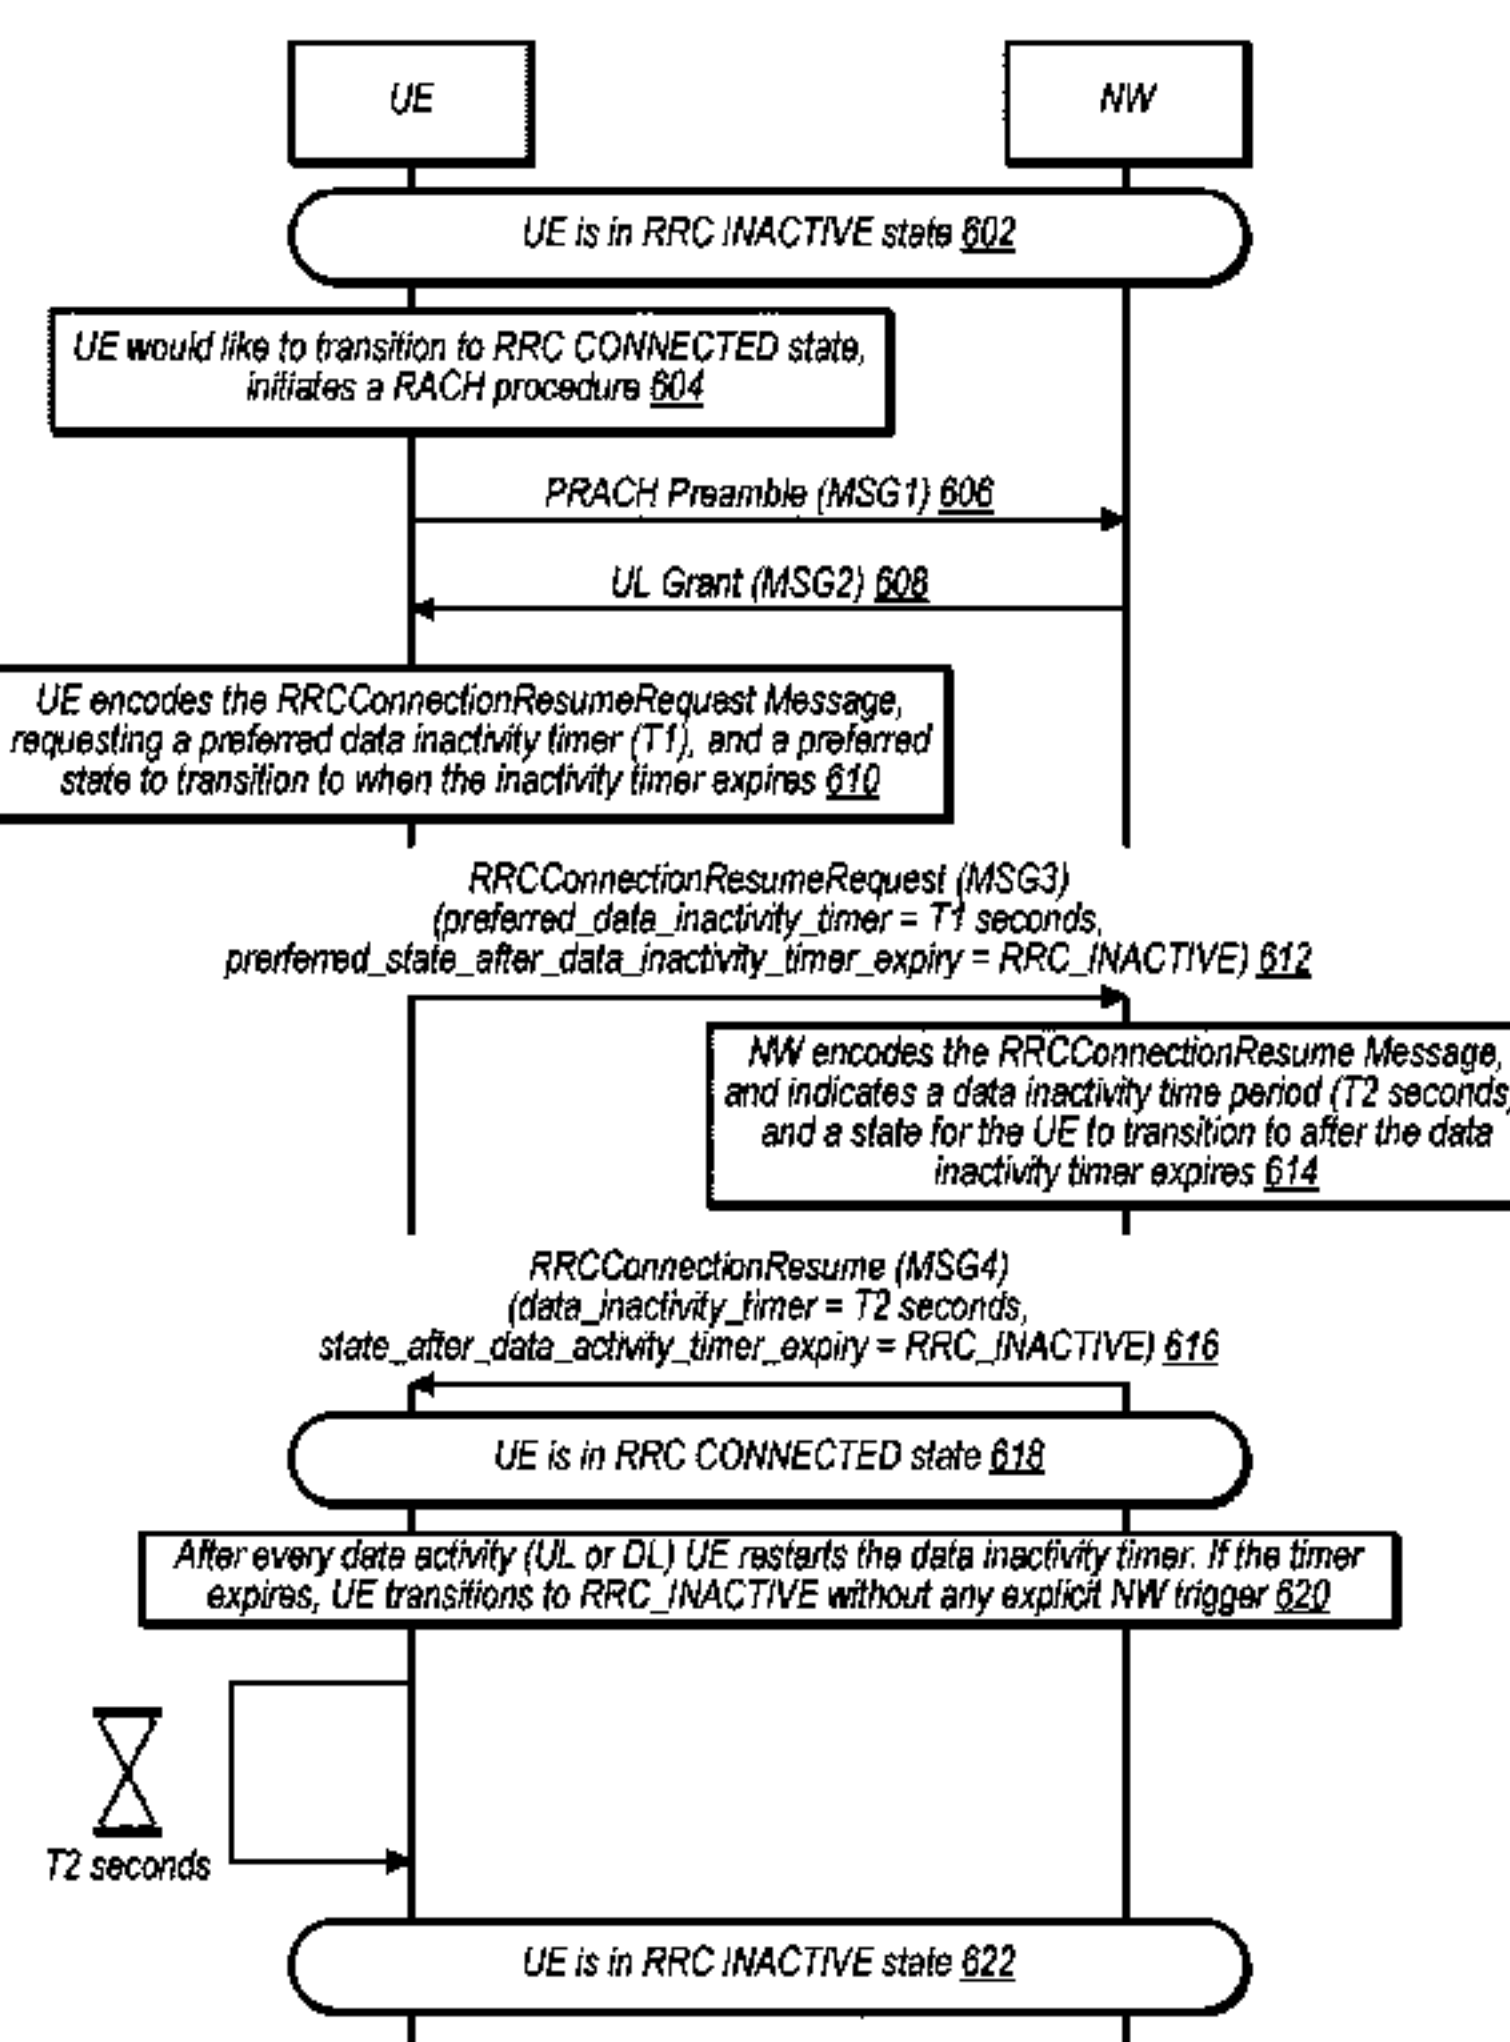 UE
NW
UE is in RRC INACTIVE state 602
UE would like to transition to RRC CONNECTED state,
initiates a RACH procedure 604
PRACH Preamble (MSG1) 606
UL Grant (MSG2) 608
UE encodes the RRCConnectionResumeRequest Message,
requesting a preferred data inactivity timer (T1), and a preferred
state to transition to when the inactivity timer expires 610
RRCConnectionResumeRequest (MSG3)
(preferred_data_inactivity_timer = T1 seconds,
prerferred_state_after_data_inactivity_timer_expiry = RRC_INACTIVE) 612
NW encodes the RRCConnectionResume Message,
and indicates a data inactivity time period (T2 seconds)
and a state for the UE to transition to after the data
inactivity timer expires 614
RRCConnectionResume (MSG4)
(data_inactivity_timer = T2 seconds,
state_after_data_activity_timer_expiry = RRC_INACTIVE) 616
UE is in RRC CONNECTED state 618
After every data activity (UL or DL) UE restarts the data inactivity timer. If the timer
expires, UE transitions to RRC_INACTIVE without any explicit NW trigger 620
T2 seconds
UE is in RRC INACTIVE state 622